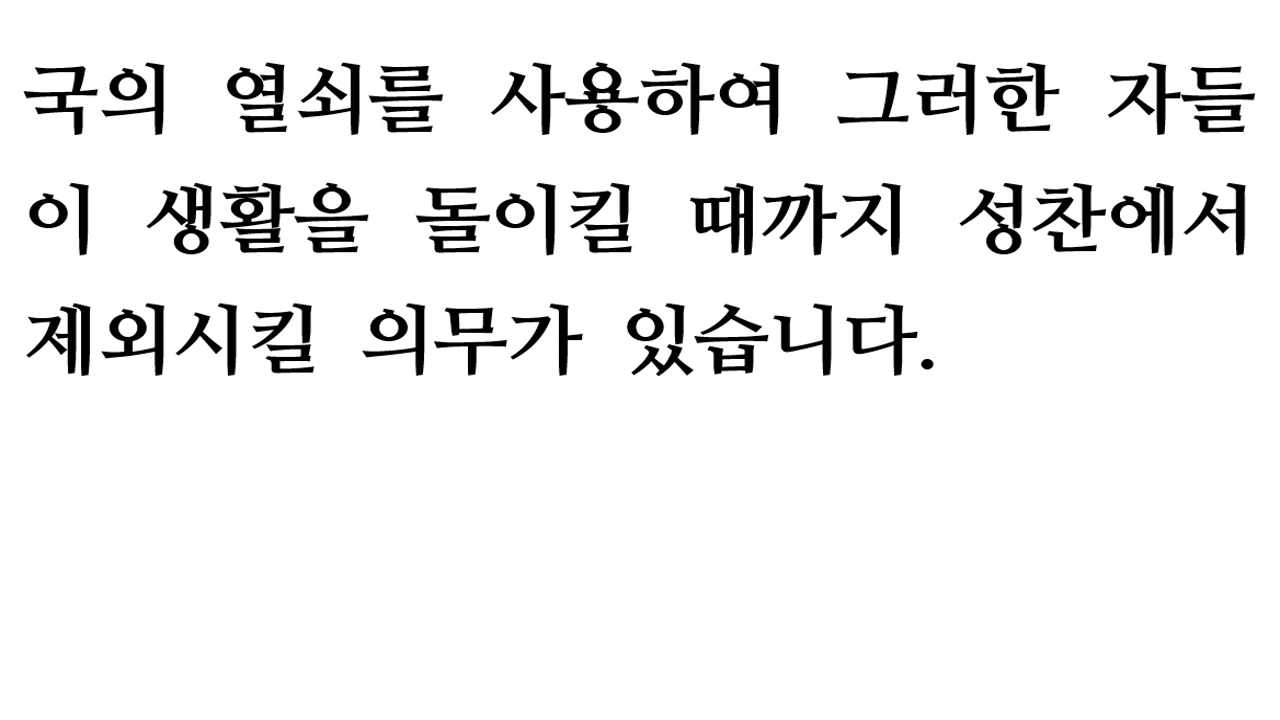 국의 열쇠를 사용하여 그러한 자들
이 생활을 돌이킬 때까지 성찬에서
제외시킬 의무가 있습니다.